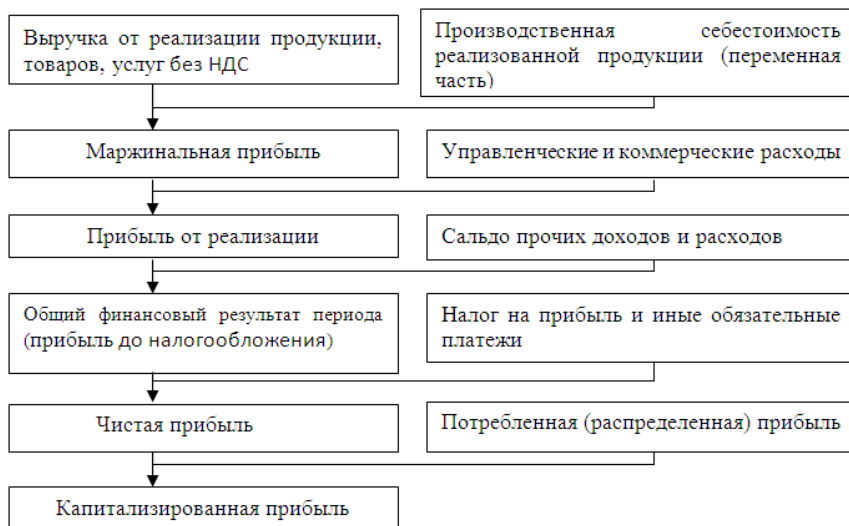 Выручка от реализации продукции,
товаров, услуг без НДС
Производственная себестоимость
реализованной продукции (переменная
часть)
Маржинальная прибыль
Управленческие и коммерческие расходы
Прибыль от реализации
Сальдо прочих доходов и расходов
Общий финансовый результат периода
(прибыль до налогообложения)
Налог на прибыль и иные обязательные
платежи
Чистая прибыль
Потребленная (распределенная) прибыль
Капитализированная прибыль